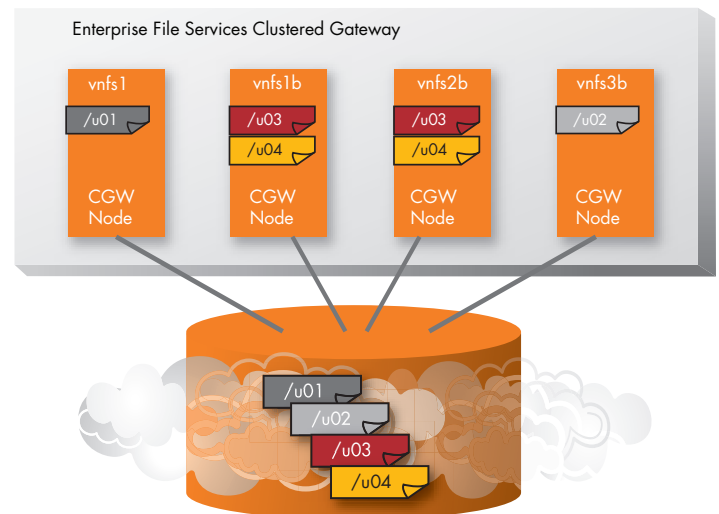 Enterprise File Services Clustered Gateway
vnfs1
/u01
CGW
Node
vnfs1b
/u03
/u04
CGW
Node
vnfs2b
/u03
/u04
CGW
Node
vnfs3b
/u02
CGW
Node
/u01
/u02
/u03
/u04